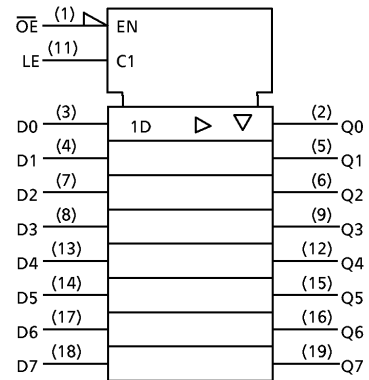 OE (1) EN
LE (11) C1
D0 (3) 1D (2) Q0
D1 (4) (5) Q1
D2 (7) (6) Q2
D3 (8) (9) Q3
D4 (13) (12) Q4
D5 (14) (15) Q5
D6 (17) (16) Q6
D7 (18) (19) Q7